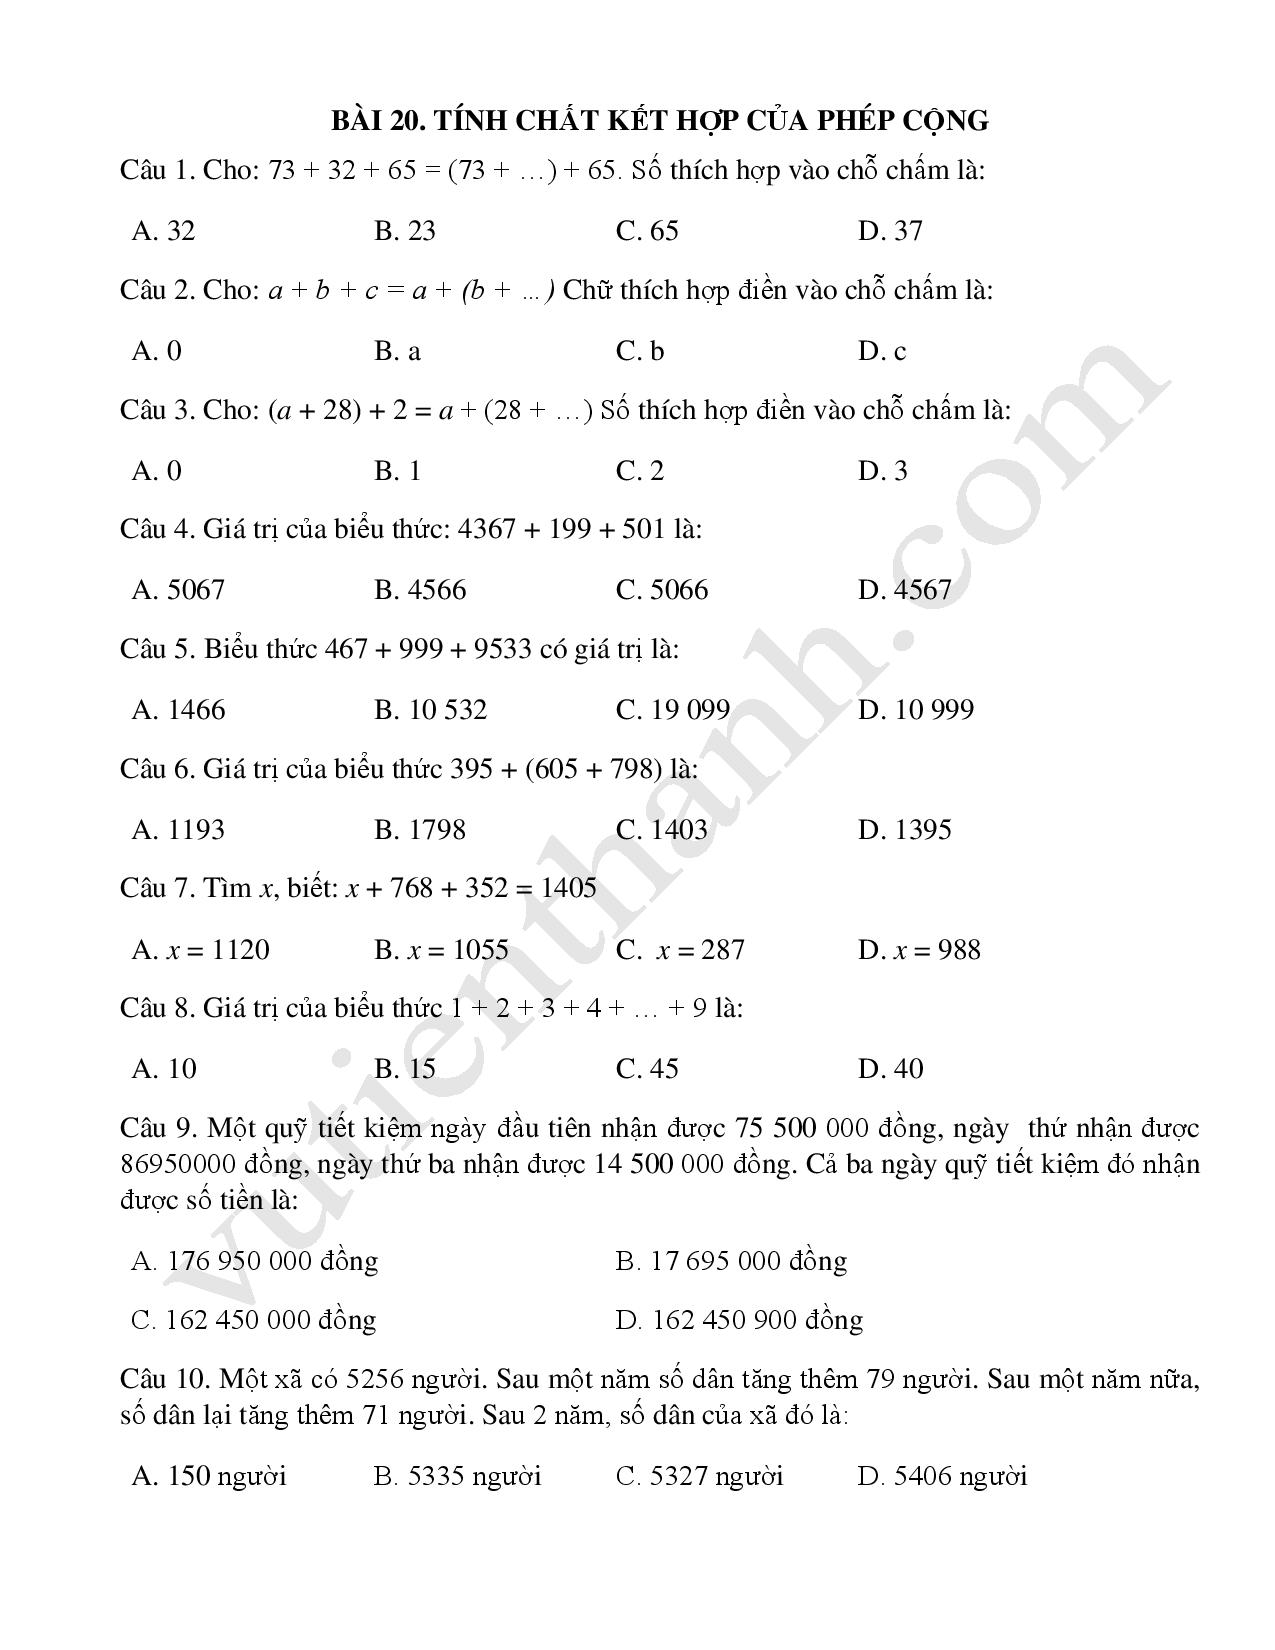 BÀI 20. TÍNH CHẤT KẾT HỢP CỦA PHÉP CỘNG
Câu 1. Cho: 73 + 32 + 65 = (73 + …) + 65. Số thích hợp vào chỗ chấm là:
A. 32 B. 23 C. 65 D. 37
Câu 2. Cho: a + b + c = a + (b + …) Chữ thích hợp điền vào chỗ chấm là:
A. 0 B. a C. b D. c
Câu 3. Cho: (a + 28) + 2 = a + (28 + …) Số thích hợp điền vào chỗ chấm là:
A. 0 B. 1 C. 2 D. 3
Câu 4. Giá trị của biểu thức: 4367 + 199 + 501 là:
A. 5067 B. 4566 C. 5066 D. 4567
Câu 5. Biểu thức 467 + 999 + 9533 có giá trị là:
A. 1466 B. 10 532 C. 19 099 D. 10 999
Câu 6. Giá trị của biểu thức 395 + (605 + 798) là:
A. 1193 B. 1798 C. 1403 D. 1395
Câu 7. Tìm x, biết: x + 768 + 352 = 1405
A. x = 1120 B. x = 1055 C. x = 287 D. x = 988
Câu 8. Giá trị của biểu thức 1 + 2 + 3 + 4 + … + 9 là:
A. 10 B. 15 C. 45 D. 40
Câu 9. Một quỹ tiết kiệm ngày đầu tiên nhận được 75 500 000 đồng, ngày thứ nhận được
86950000 đồng, ngày thứ ba nhận được 14 500 000 đồng. Cả ba ngày quỹ tiết kiệm đó nhận
được số tiền là:
A. 176 950 000 đồng B. 17 695 000 đồng
C. 162 450 000 đồng D. 162 450 900 đồng
Câu 10. Một xã có 5256 người. Sau một năm số dân tăng thêm 79 người. Sau một năm nữa,
số dân lại tăng thêm 71 người. Sau 2 năm, số dân của xã đó là:
A. 150 người B. 5335 người C. 5327 người D. 5406 người
vutienthanh.com